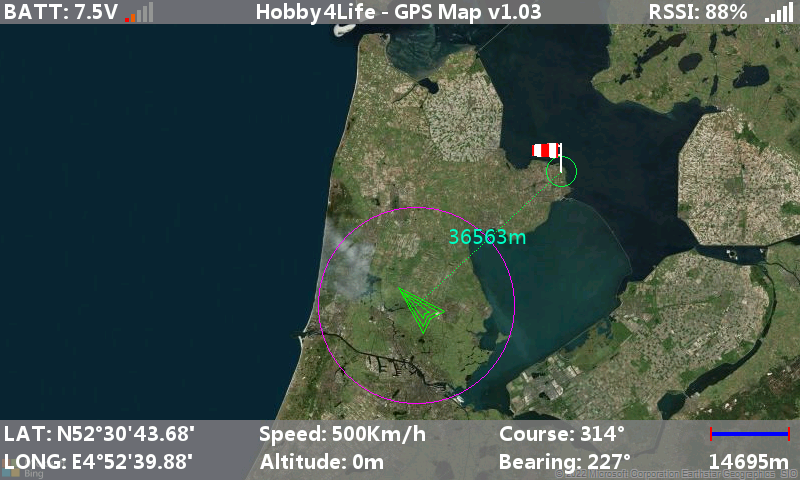 BATT: 7.5V Hobby4Life - GPS Map v1.03 RSSI: 88%
36563m
LAT: N52°30'43.68' Speed: 500Km/h Course: 314°
LONG: E4°52'39.88' Altitude: 0m Bearing: 227° 14695m
Bing